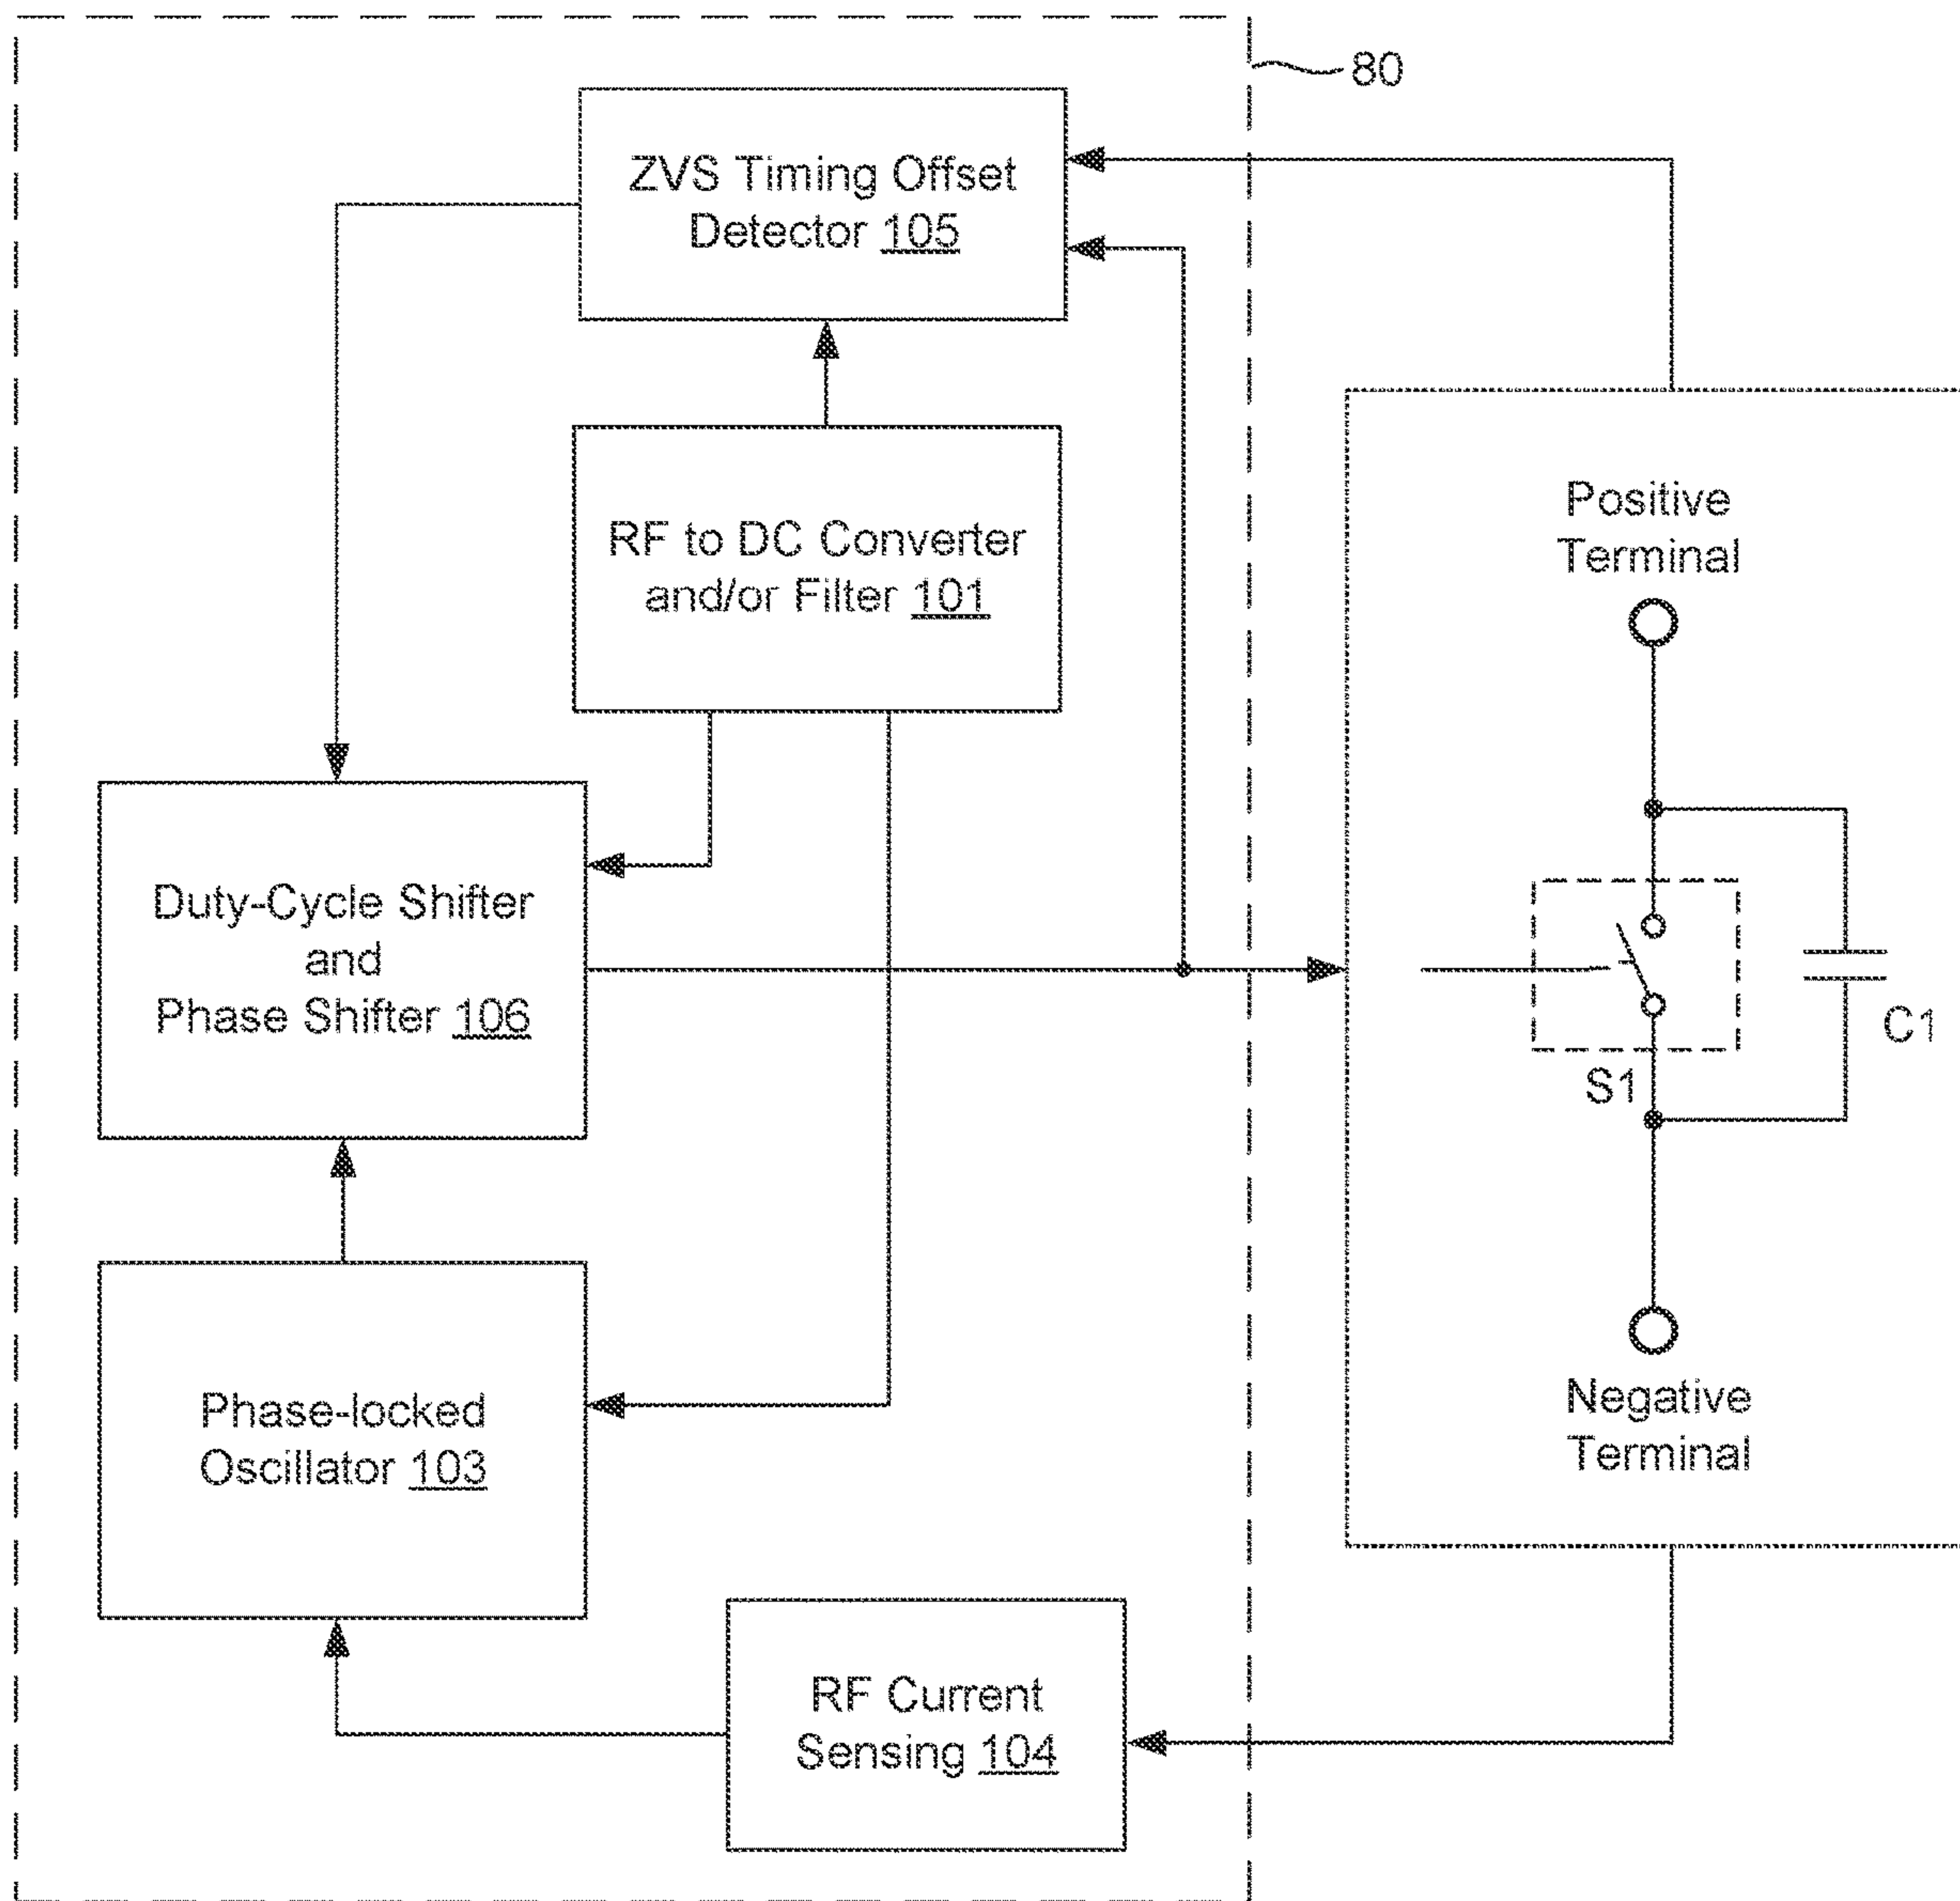 80
ZVS Timing Offset
Detector 105
RF to DC Converter
and/or Filter 101
Positive
Terminal
Duty-Cycle Shifter
and
Phase Shifter 106
C1
S1
Phase-locked
Oscillator 103
Negative
Terminal
RF Current
Sensing 104